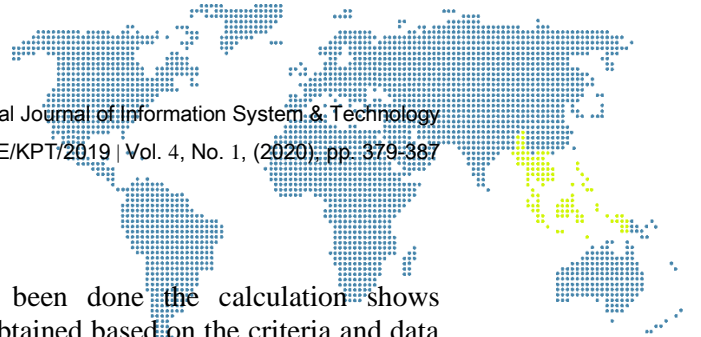 al Journal of Information System & Technology
E/KPT/2019 | Vol. 4, No. 1, (2020), pp. 379-387
been done the calculation shows
btained based on the criteria and data